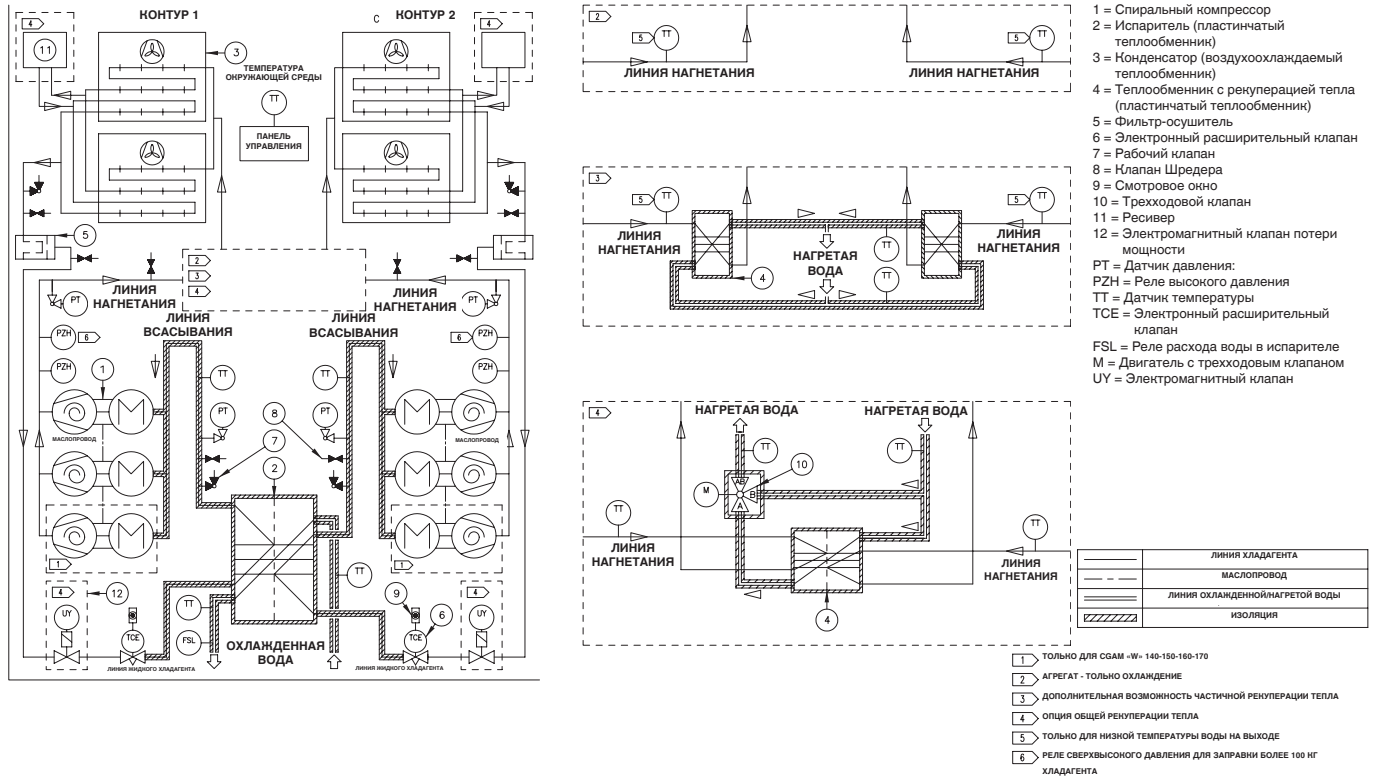 КОНТУР 1
C
КОНТУР 2
4
4
11
3
ТЕМПЕРАТУРА
ОКРУЖАЮЩЕЙ СРЕДЫ
TT
ПАНЕЛЬ
УПРАВЛЕНИЯ
5
2
3
4
ЛИНИЯ
НАГНЕТАНИЯ
ЛИНИЯ
НАГНЕТАНИЯ
PT
PT
ЛИНИЯ
ВСАСЫВАНИЯ
ЛИНИЯ
ВСАСЫВАНИЯ
PZH
6
6
PZH
PZH
PZH
1
TT
TT
PT
PT
8
7
2
МАСЛОПРОВОД
МАСЛОПРОВОД
1
1
TT
4
12
UY
TCE
TT
FSL
9
TCE
6
4
UY
ОХЛАЖДЕННАЯ
ВОДА
ЛИНИЯ ЖИДНОГО ХЛАДАГЕНТА
ЛИНИЯ ЖИДКОГО ХЛАДАГЕНТА
2
5
TT
5
TT
ЛИНИЯ НАГНЕТАНИЯ
ЛИНИЯ НАГНЕТАНИЯ
3
5
TT
5
TT
ЛИНИЯ
НАГНЕТАНИЯ
НАГРЕТАЯ
ВОДА
TT
TT
ЛИНИЯ
НАГНЕТАНИЯ
4
4
НАГРЕТАЯ ВОДА
НАГРЕТАЯ ВОДА
TT
TT
10
M
AB
B
A
TT
TT
ЛИНИЯ
НАГНЕТАНИЯ
ЛИНИЯ
НАГНЕТАНИЯ
4
1 = Спиральный компрессор
2 = Испаритель (пластинчатый
теплообменник)
3 = Конденсатор (воздухоохлаждаемый
теплообменник)
4 = Теплообменник с рекуперацией тепла
(пластинчатый теплообменник)
5 = Фильтр-осушитель
6 = Электронный расширительный клапан
7 = Рабочий клапан
8 = Клапан Шредера
9 = Смотровое окно
10 = Трехходовой клапан
11 = Ресивер
12 = Электромагнитный клапан потери
мощности
PT = Датчик давления:
PZH = Реле высокого давления
TT = Датчик температуры
TCE = Электронный расширительный
клапан
FSL = Реле расхода воды в испарителе
M = Двигатель с трехходовым клапаном
UY = Электромагнитный клапан
ЛИНИЯ ХЛАДАГЕНТА
МАСЛОПРОВОД
ЛИНИЯ ОХЛАЖДЕННОЙ/НАГРЕТОЙ ВОДЫ
ИЗОЛЯЦИЯ
1 ТОЛЬКО ДЛЯ CGAM «W» 140-150-160-170
2 АГРЕГАТ - ТОЛЬКО ОХЛАЖДЕНИЕ
3 ДОПОЛНИТЕЛЬНАЯ ВОЗМОЖНОСТЬ ЧАСТИЧНОЙ РЕКУПЕРАЦИИ ТЕПЛА
4 ОПЦИЯ ОБЩЕЙ РЕКУПЕРАЦИИ ТЕПЛА
5 ТОЛЬКО ДЛЯ НИЗКОЙ ТЕМПЕРАТУРЫ ВОДЫ НА ВЫХОДЕ
6 РЕЛЕ СВЕРХВЫСОКОГО ДАВЛЕНИЯ ДЛЯ ЗАПРАВКИ БОЛЕЕ 100 КГ
ХЛАДАГЕНТА